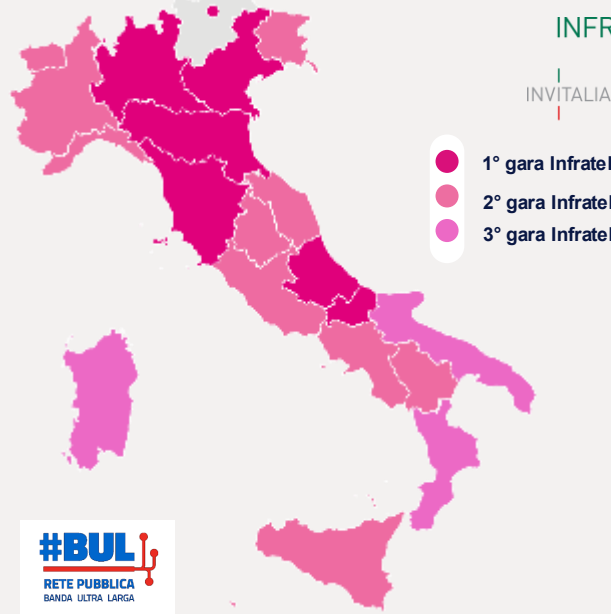 INFR
INVITALIA
1° gara Infratel
2° gara Infratel
3° gara Infratel
#BUL
RETE PUBBLICA
BANDA ULTRA LARGA